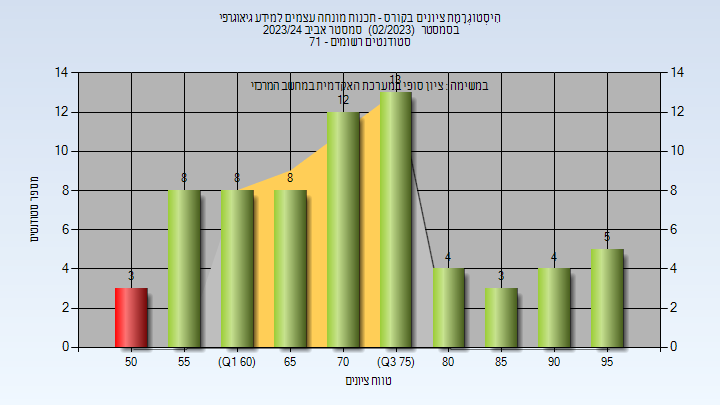 היסטוגרמת ציונים בקורס - תכנות מונחה עצמים למידע גיאוגרפי
בסמסטר (02/2023) סמסטר אביב 2023/24
סטודנטים רשומים - 71
במשימה : ציון סופי במערכת האקדמית במחשב המרכזי
מספר סטודנטים
14 14
12 12
10 10
8 8
6 6
4 4
2 2
0 0
3 8 8 8 12 13 4 3 4 5
50 55 (Q1 60) 65 70 (Q3 75) 80 85 90 95
טווח ציונים